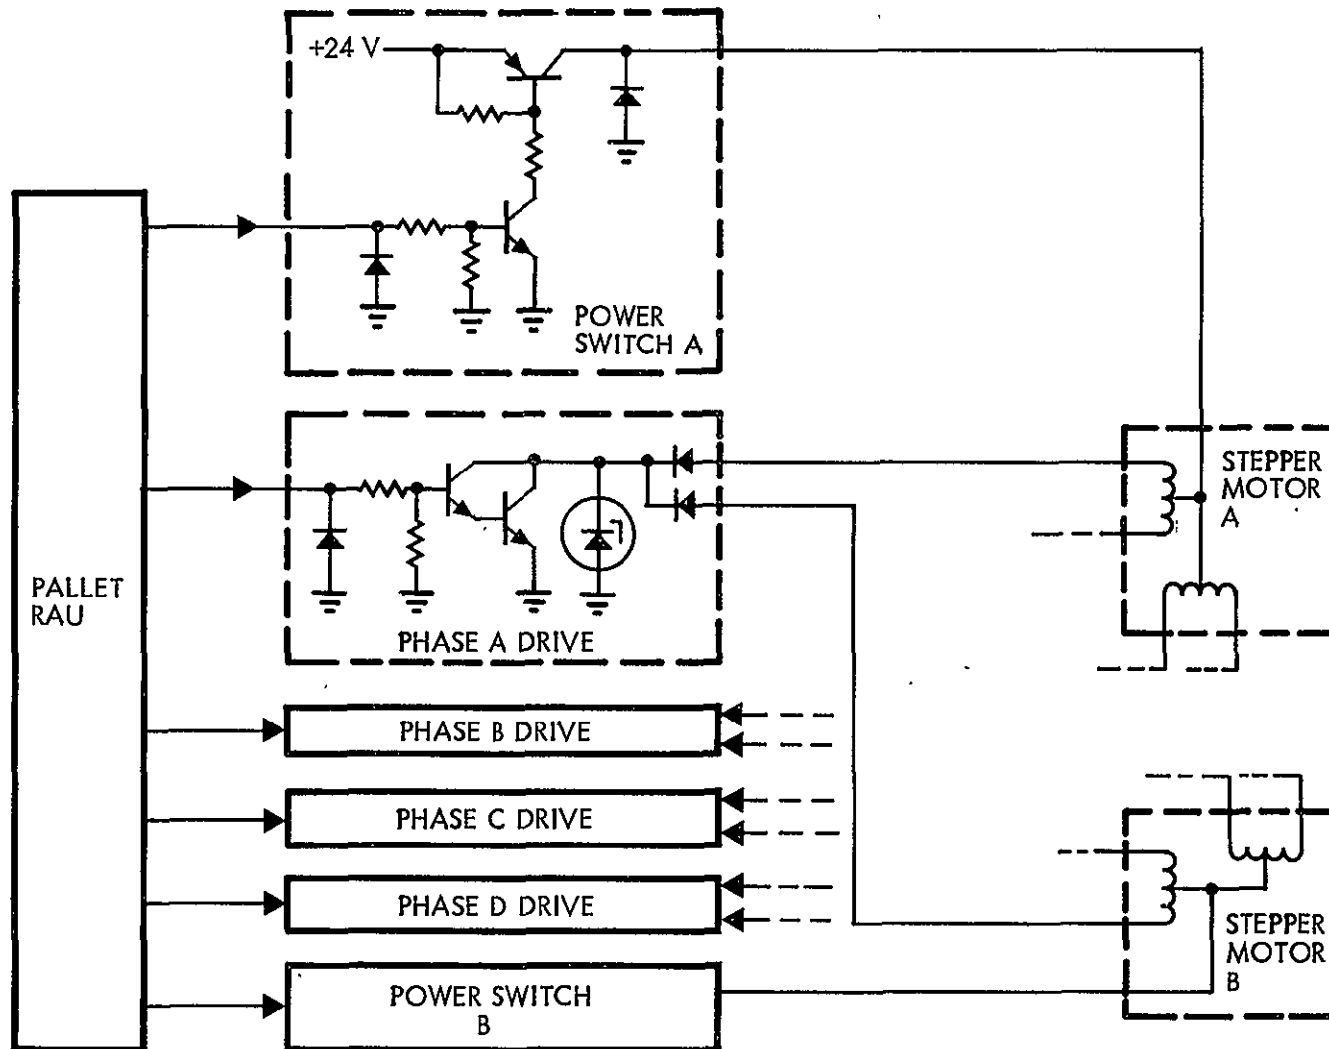 +24 V
POWER
SWITCH A
PALLET
RAU
PHASE A DRIVE
STEPPER
MOTOR
A
PHASE B DRIVE
PHASE C DRIVE
PHASE D DRIVE
POWER SWITCH
B
STEPPER
MOTOR
B